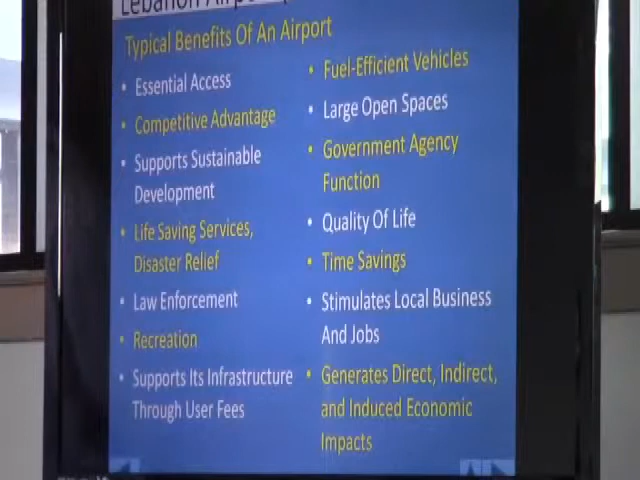 Lebanon Airport
Typical Benefits Of An Airport
• Essential Access
• Competitive Advantage
• Supports Sustainable
Development
• Life Saving Services,
Disaster Relief
• Law Enforcement
• Recreation
• Supports Its Infrastructure
Through User Fees
• Fuel-Efficient Vehicles
• Large Open Spaces
• Government Agency
Function
• Quality Of Life
• Time Savings
• Stimulates Local Business
And Jobs
• Generates Direct, Indirect,
and Induced Economic
Impacts